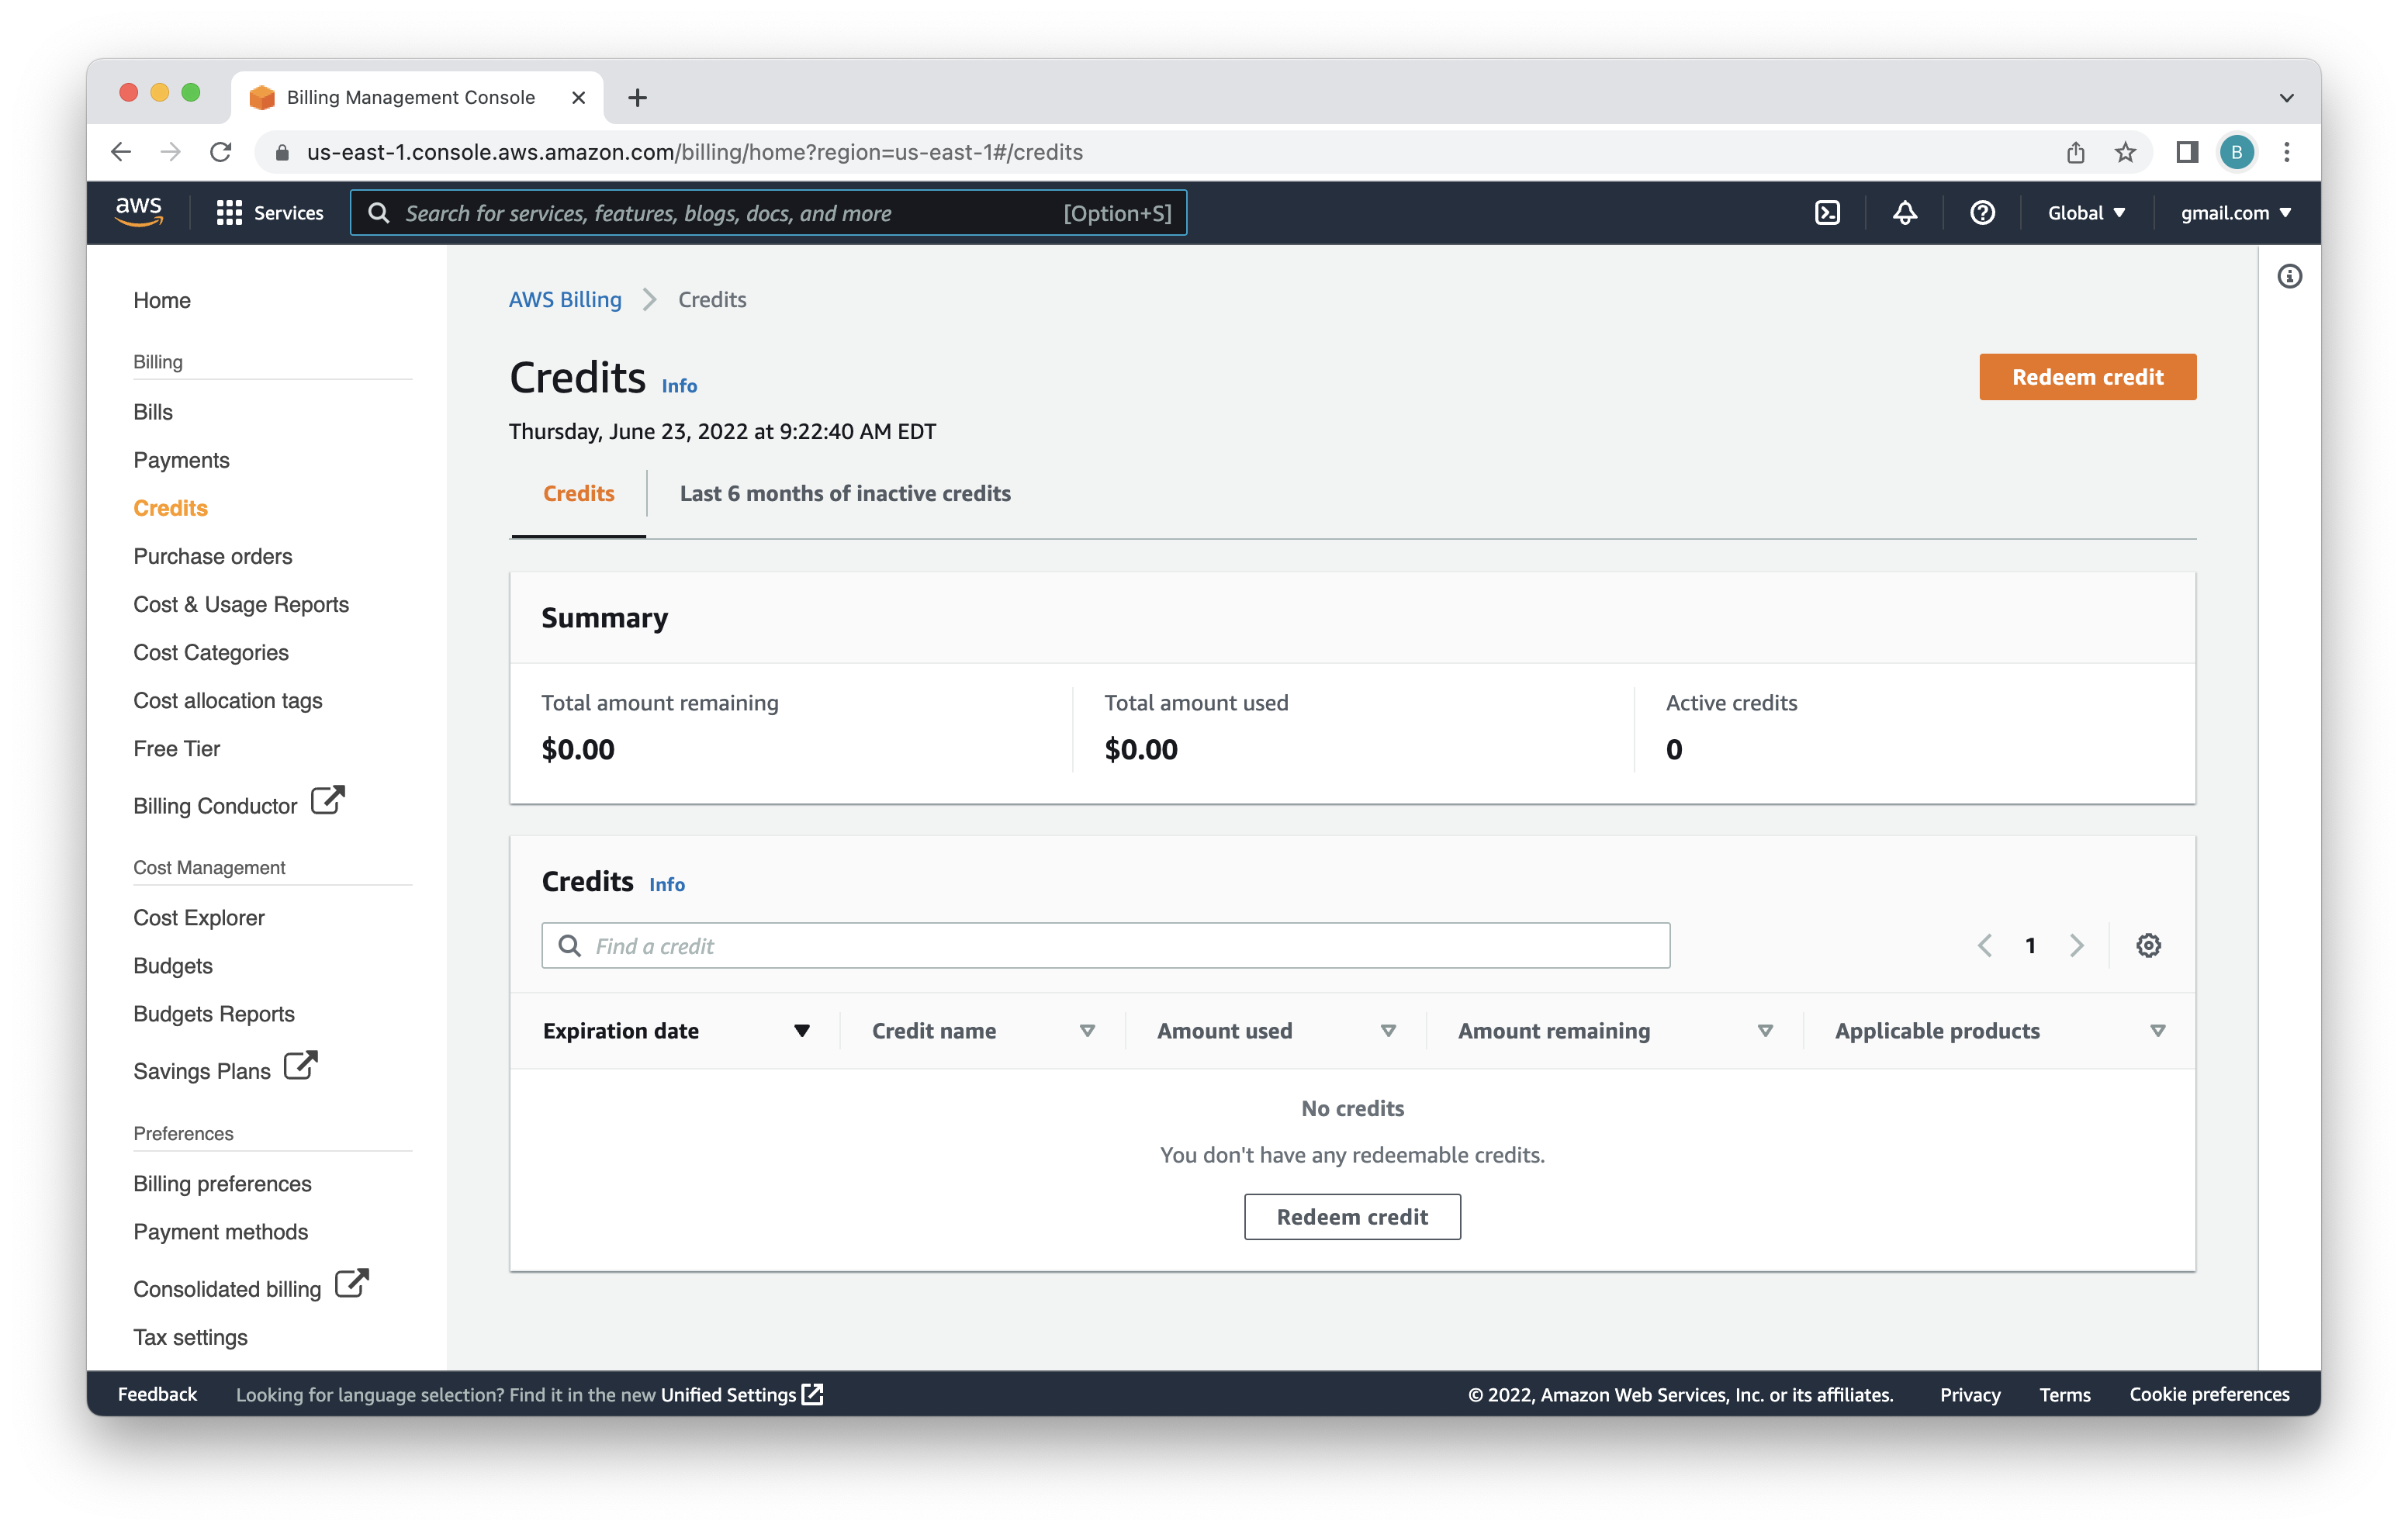 Billing Management Console
us-east-1.console.aws.amazon.com/billing/home?region=us-east-1#/credits
B
aws
Services
Search for services, features, blogs, docs, and more [Option+S]
Global
gmail.com
Home
Billing
Bills
Payments
Credits
Purchase orders
Cost & Usage Reports
Cost Categories
Cost allocation tags
Free Tier
Billing Conductor
Cost Management
Cost Explorer
Budgets
Budgets Reports
Savings Plans
Preferences
Billing preferences
Payment methods
Consolidated billing
Tax settings
AWS Billing > Credits
Credits Info
Redeem credit
Thursday, June 23, 2022 at 9:22:40 AM EDT
Credits
Last 6 months of inactive credits
Summary
Total amount remaining
$0.00
Total amount used
$0.00
Active credits
0
Credits Info
Find a credit
1
Expiration date
Credit name
Amount used
Amount remaining
Applicable products
No credits
You don't have any redeemable credits.
Redeem credit
Feedback
Looking for language selection? Find it in the new Unified Settings
© 2022, Amazon Web Services, Inc. or its affiliates.
Privacy
Terms
Cookie preferences